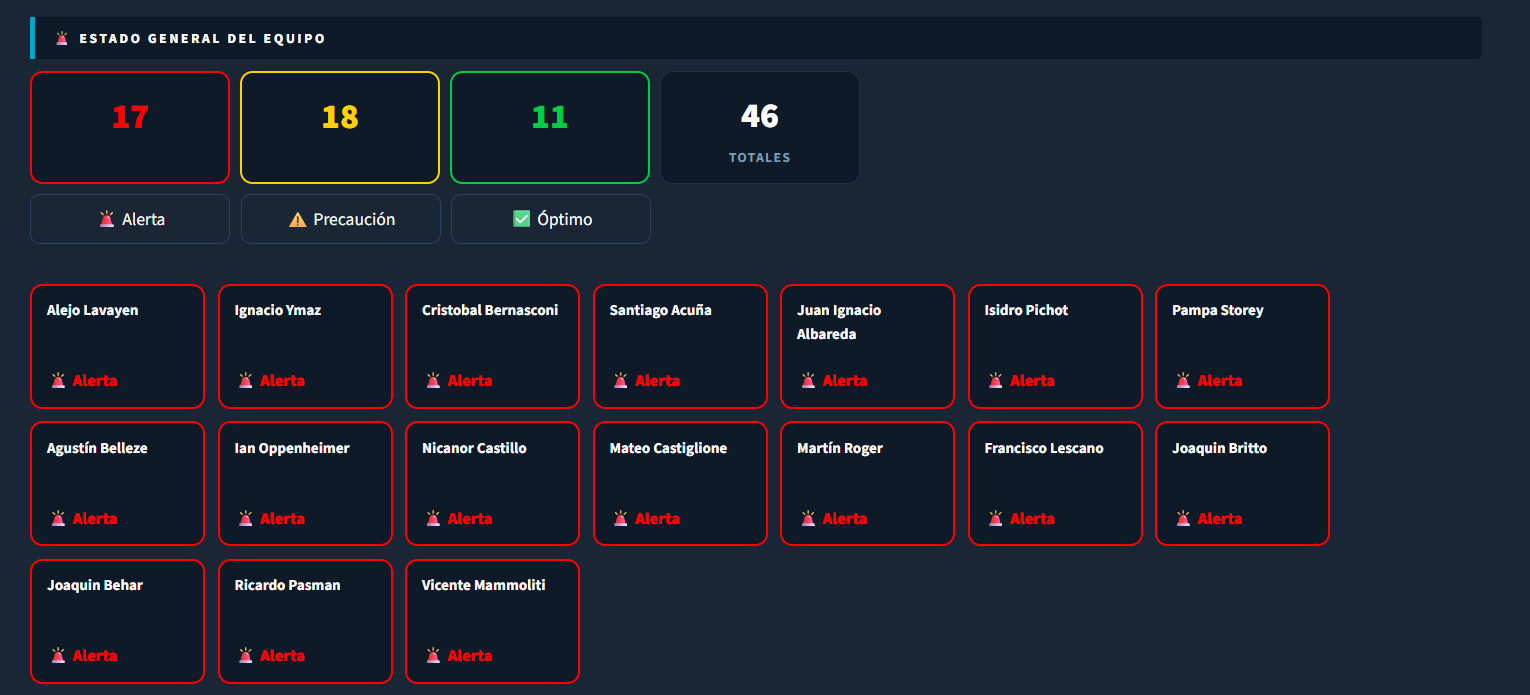 ESTADO GENERAL DEL EQUIPO
17
18
11
46
TOTALES
Alerta
Precaución
Óptimo
Alejo Lavayen
Alerta
Ignacio Ymaz
Alerta
Cristobal Bernasconi
Alerta
Santiago Acuña
Alerta
Juan Ignacio
Albareda
Alerta
Isidro Pichot
Alerta
Pampa Storey
Alerta
Agustín Belleze
Alerta
Ian Oppenheimer
Alerta
Nicanor Castillo
Alerta
Mateo Castiglione
Alerta
Martín Roger
Alerta
Francisco Lescano
Alerta
Joaquin Britto
Alerta
Joaquin Behar
Alerta
Ricardo Pasman
Alerta
Vicente Mammoliti
Alerta